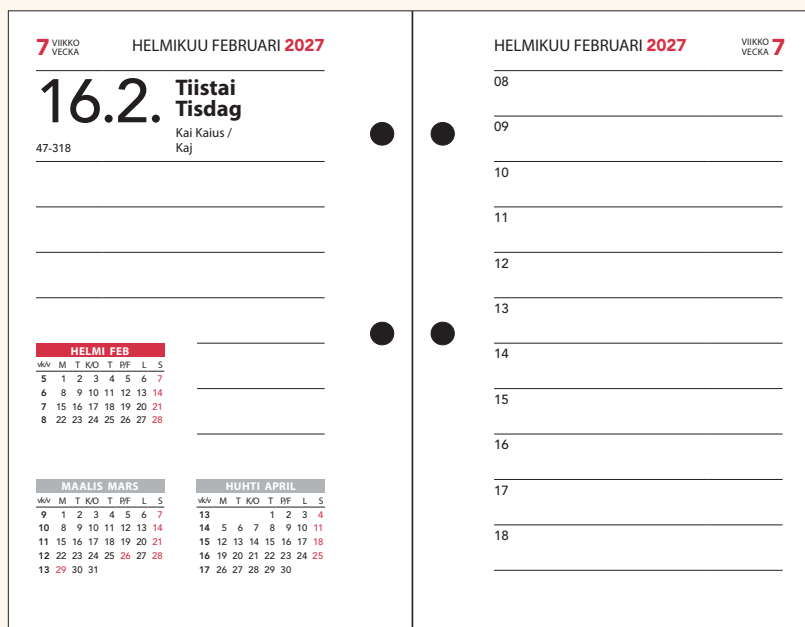 7 VIIKKO VECKA HELMIKUU FEBRUARI 2027
16.2. Tiistai
Tisdag
Kai Kaius /
Kaj
47-318
HELMI FEB
vk/v M T K/O T P/F L S
5 1 2 3 4 5 6 7
6 8 9 10 11 12 13 14
7 15 16 17 18 19 20 21
8 22 23 24 25 26 27 28
MAALIS MARS
vk/v M T K/O T P/F L S
9 1 2 3 4 5 6 7
10 8 9 10 11 12 13 14
11 15 16 17 18 19 20 21
12 22 23 24 25 26 27 28
13 29 30 31
HUHTI APRIL
vk/v M T K/O T P/F L S
13 1 2 3 4
14 5 6 7 8 9 10 11
15 12 13 14 15 16 17 18
16 19 20 21 22 23 24 25
17 26 27 28 29 30
HELMIKUU FEBRUARI 2027 VIIKKO VECKA 7
08
09
10
11
12
13
14
15
16
17
18